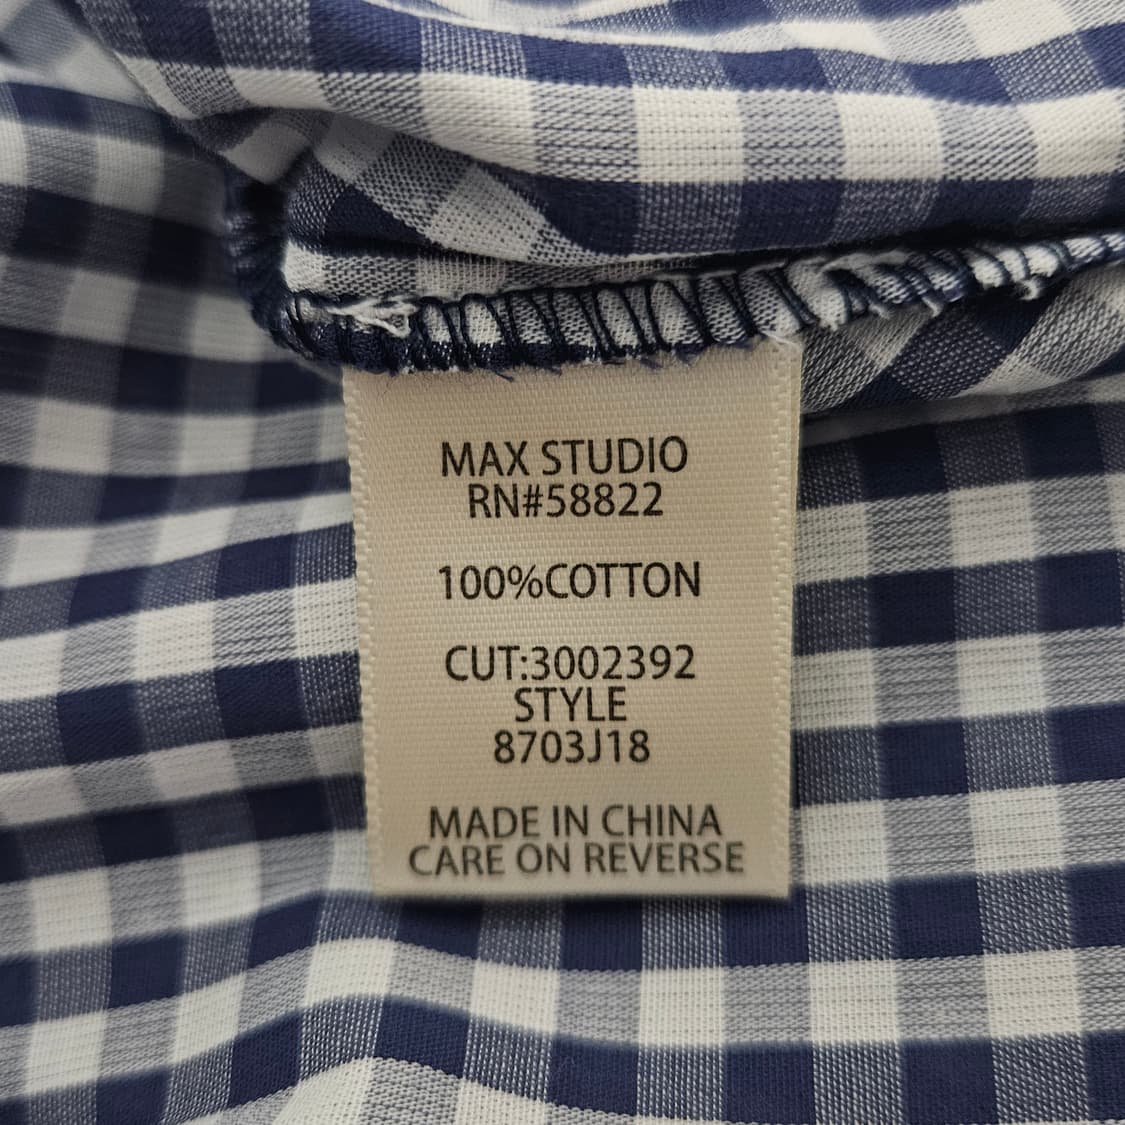 MAX STUDIO
RN#58822
100%COTTON
CUT:3002392
STYLE
8703J18
MADE IN CHINA
CARE ON REVERSE